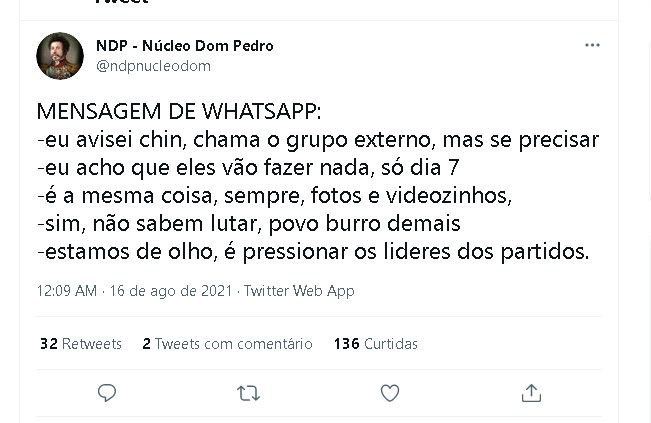 Tweet
NDP - Núcleo Dom Pedro
@ndpnucleodom
MENSAGEM DE WHATSAPP:
-eu avisei chin, chama o grupo externo, mas se precisar
-eu acho que eles vão fazer nada, só dia 7
-é a mesma coisa, sempre, fotos e videozinhos,
-sim, não sabem lutar, povo burro demais
-estamos de olho, é pressionar os lideres dos partidos.
12:09 AM · 16 de ago de 2021 · Twitter Web App
32 Retweets 2 Tweets com comentário 136 Curtidas